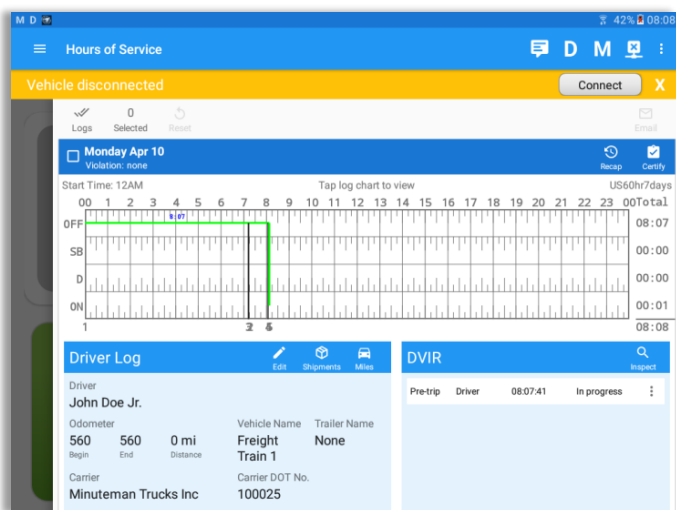 M D 42% 08:08
Hours of Service D M
Vehicle disconnected Connect X
0
Logs Selected Reset Email
Monday Apr 10
Violation: none Recap Certify
Start Time: 12AM Tap log chart to view US60hr7days
00 1 2 3 4 5 6 7 8 9 10 11 12 13 14 15 16 17 18 19 20 21 22 23 00 Total
8:07
OFF 08:07
SB 00:00
D 00:00
ON 00:01
1 2 08:08
Driver Log Edit Shipments Miles
Driver
John Doe Jr.
Odometer Vehicle Name Trailer Name
560 560 0 mi Freight None
Begin End Distance Train 1
Carrier Carrier DOT No.
Minuteman Trucks Inc 100025
DVIR Inspect
Pre-trip Driver 08:07:41 In progress